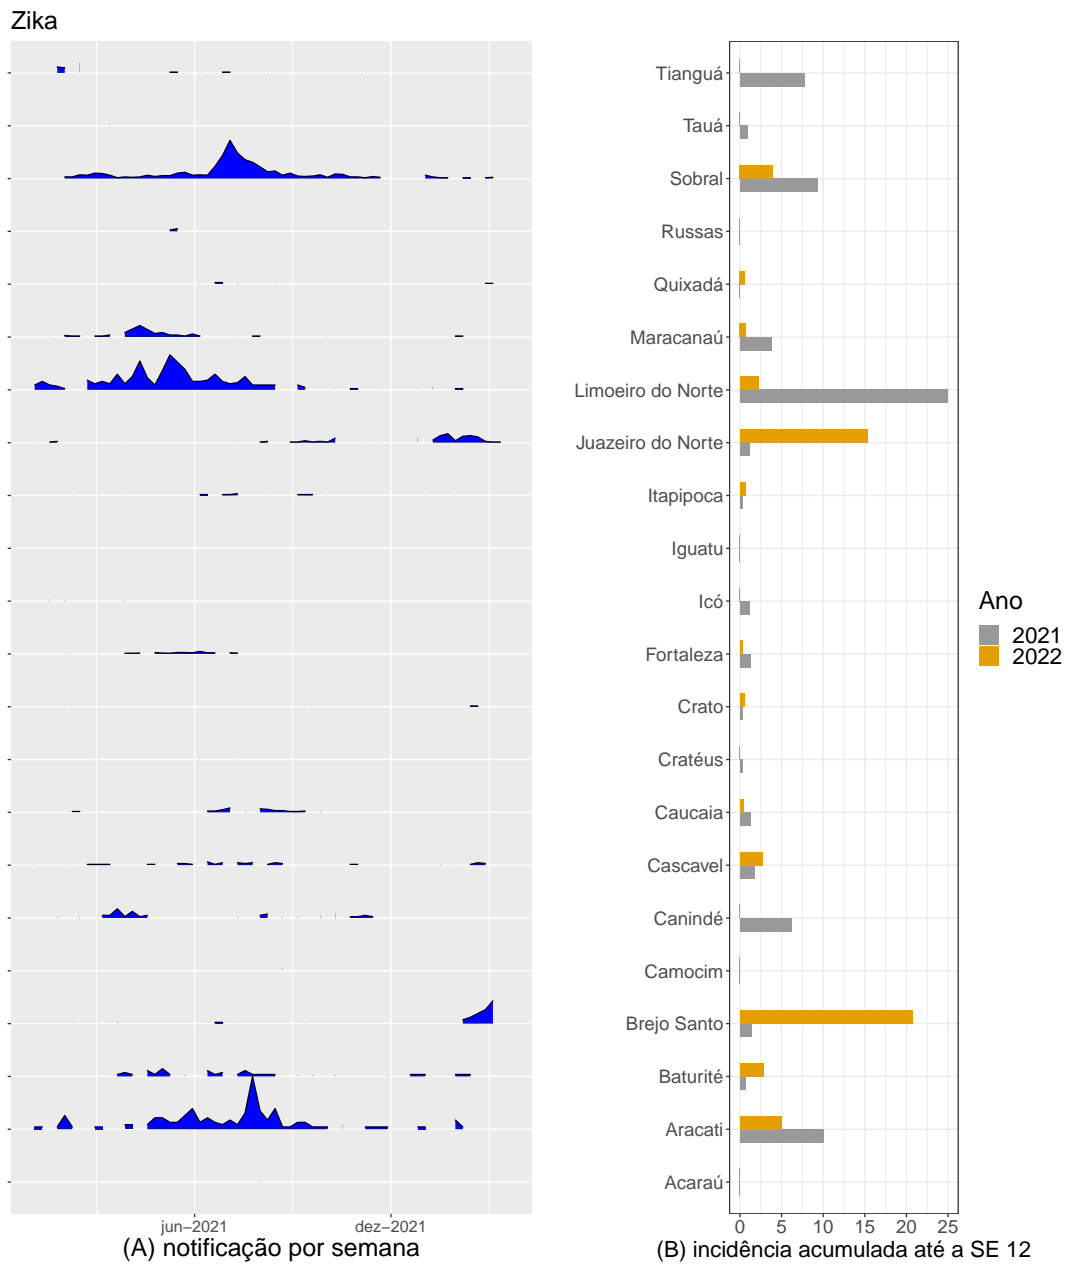 Zika
Tianguá
Tauá
Sobral
Russas
Quixadá
Maracanaú
Limoeiro do Norte
Juazeiro do Norte
Itapipoca
Iguatu
Icó
Fortaleza
Crato
Cratéus
Caucaia
Cascavel
Canindé
Camocim
Brejo Santo
Baturité
Aracati
Acaraú
Ano
2021
2022
jun−2021 dez−2021
(A) notificação por semana
0 5 10 15 20 25
(B) incidência acumulada até a SE 12